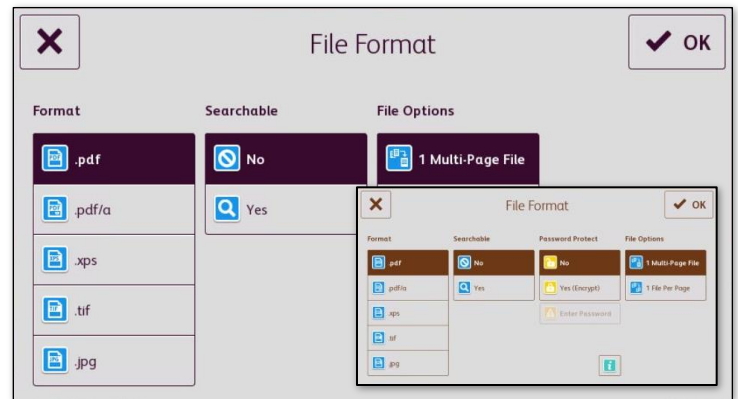 File Format
OK
Format
Searchable
File Options
.pdf
No
1 Multi-Page File
.pdf/a
Yes
.xps
.tif
.jpg
File Format
OK
Format
Searchable
Password Protect
File Options
.pdf
No
No
1 Multi-Page File
.pdf/a
Yes
Yes (Encrypt)
1 File Per Page
.xps
Enter Password
.tif
.jpg